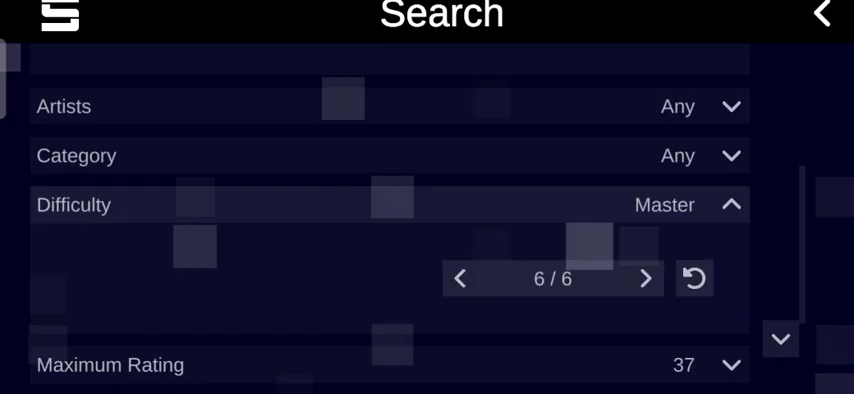 Search
Artists Any
Category Any
Difficulty Master
6 / 6
Maximum Rating 37